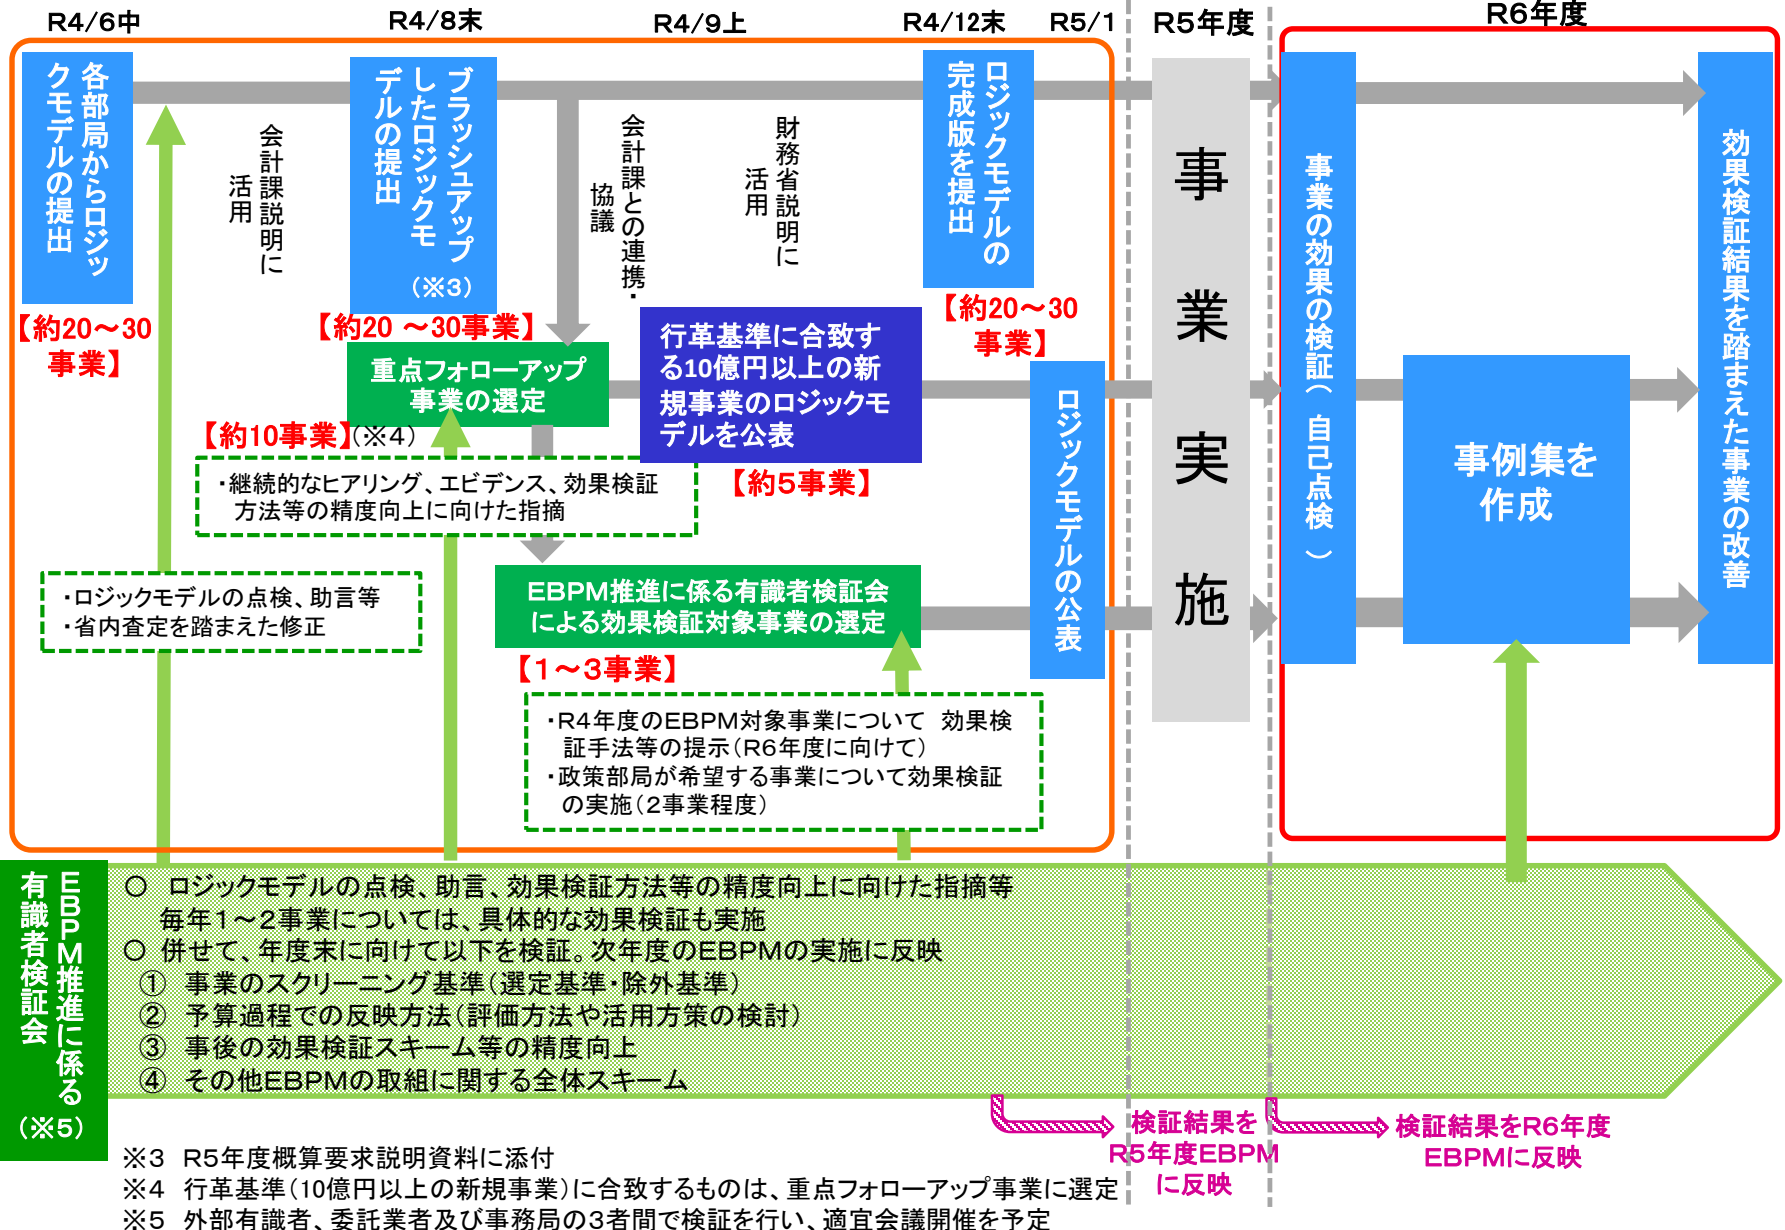 R4/6中
R4/8末
R4/9上
R4/12末
R5/1
R5年度
R6年度
各部局からロジッ
クモデルの提出
【約20～30
事業】
会計課説明に
活用
ブラッシュアップ
したロジックモ
デルの提出
（※3）
【約20 ～30事業】
会計課との連携・
協議
財務省説明に
活用
ロジックモデルの
完成版を提出
【約20～30
事業】
重点フォローアップ
事業の選定
【約10事業】（※4）
行革基準に合致す
る10億円以上の新
規事業のロジックモ
デルを公表
【約5事業】
・継続的なヒアリング、エビデンス、効果検証
方法等の精度向上に向けた指摘
・ロジックモデルの点検、助言等
・省内査定を踏まえた修正
EBPM推進に係る有識者検証会
による効果検証対象事業の選定
【1～3事業】
・R4年度のEBPM対象事業について　効果検
証手法等の提示（R6年度に向けて）
・政策部局が希望する事業について効果検証
の実施（2事業程度）
ロジックモデルの公表
事業実施
事業の効果の検証（自己点検）
事例集を
作成
効果検証結果を踏まえた事業の改善
EBPM推進に係る
有識者検証会
（※5）
○　ロジックモデルの点検、助言、効果検証方法等の精度向上に向けた指摘等
毎年１～２事業については、具体的な効果検証も実施
○ 併せて、年度末に向けて以下を検証。次年度のEBPMの実施に反映
①　事業のスクリーニング基準（選定基準・除外基準）
②　予算過程での反映方法（評価方法や活用方策の検討）
③　事後の効果検証スキーム等の精度向上
④　その他EBPMの取組に関する全体スキーム
検証結果を
R5年度EBPM
に反映
検証結果をR6年度
EBPMに反映
※3　R5年度概算要求説明資料に添付
※4　行革基準（10億円以上の新規事業）に合致するものは、重点フォローアップ事業に選定
※5　外部有識者、委託業者及び事務局の3者間で検証を行い、適宜会議開催を予定